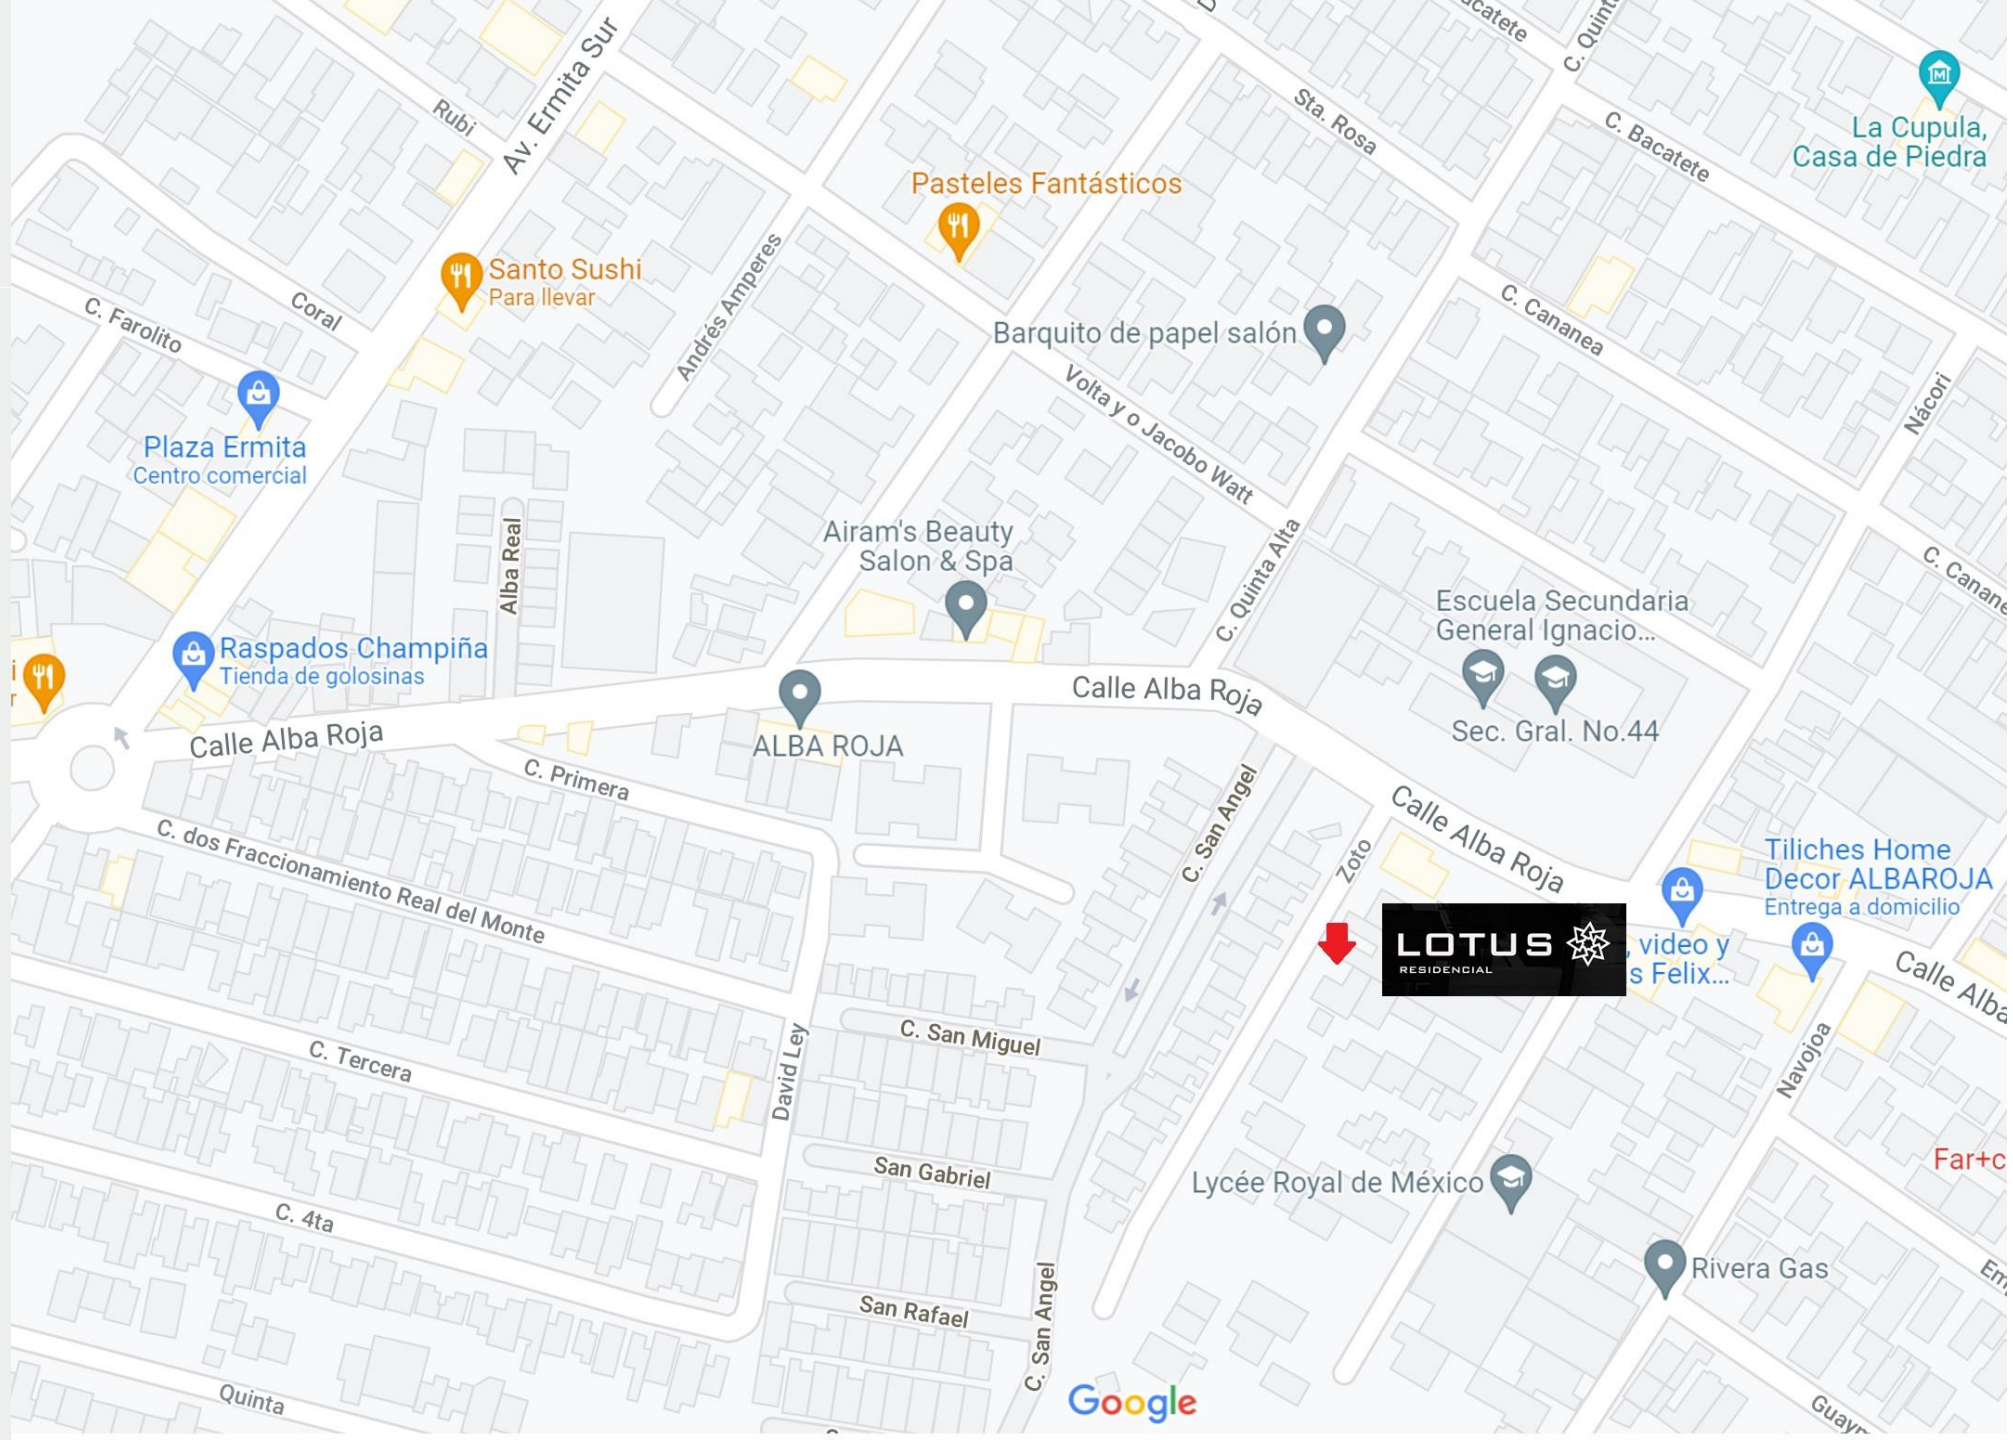 Av. Ermita Sur
Rubi
Sta. Rosa
C. Bacatete
La Cupula,
Casa de Piedra
Pasteles Fantásticos
Santo Sushi
Para llevar
Coral
C. Farolito
Andrés Amperes
Barquito de papel salón
C. Cananea
Nácori
Volta y o Jacobo Watt
Plaza Ermita
Centro comercial
Alba Real
Airam's Beauty
Salon & Spa
C. Quinta Alta
Escuela Secundaria
General Ignacio...
Sec. Gral. No.44
Raspados Champiña
Tienda de golosinas
Calle Alba Roja
Calle Alba Roja
ALBA ROJA
C. Primera
C. San Angel
Zoto
Calle Alba Roja
C. dos Fraccionamiento Real del Monte
Tiliches Home
Decor ALBAROJA
Entrega a domicilio
LOTUS
RESIDENCIAL
, video y
s Felix...
Calle Alba
C. San Miguel
C. Tercera
David Ley
Navojoa
San Gabriel
Lycée Royal de México
Far+c
C. 4ta
San Rafael
C. San Angel
Rivera Gas
Quinta
Google